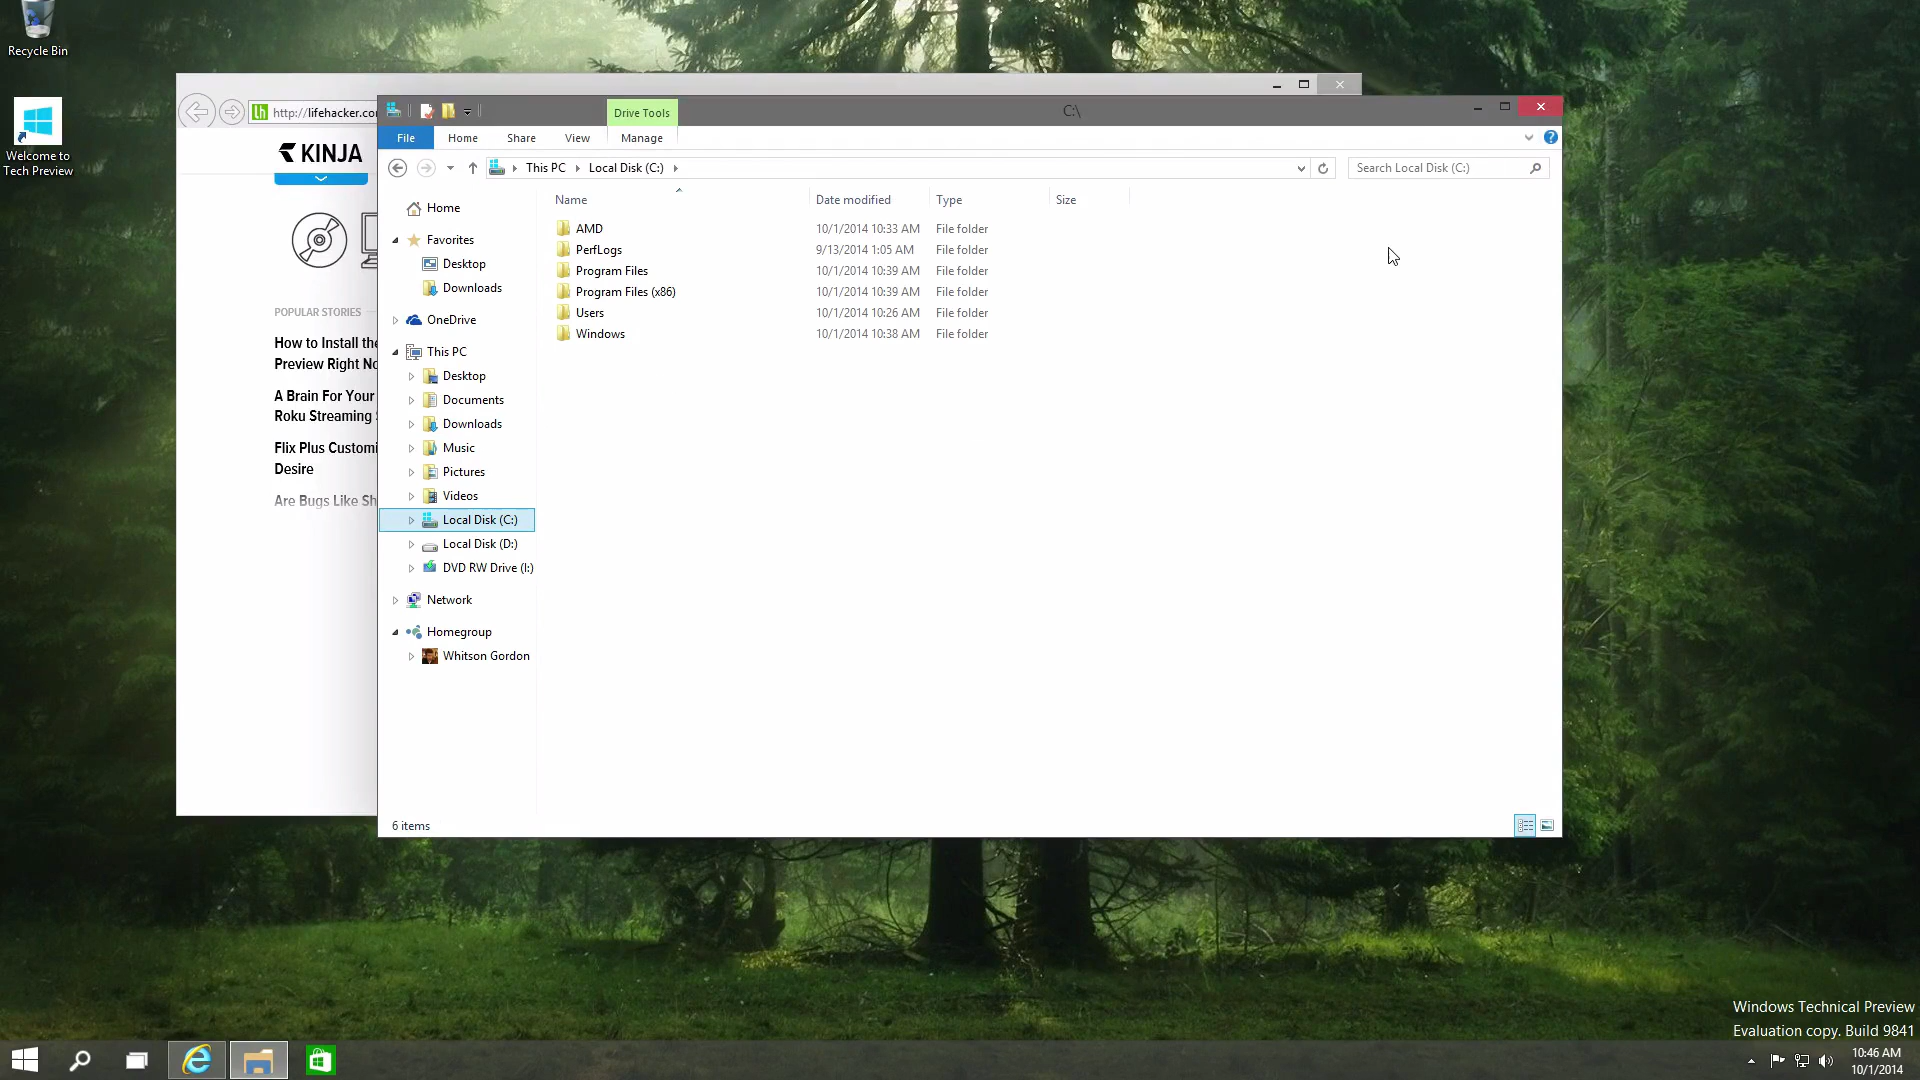 Recycle Bin
Welcome to
Tech Preview
http://lifehacker.co
KINJA
POPULAR STORIES
How to Install the
Preview Right
A Brain For Your
Roku Streaming
Flix Plus
Desire
Are Bugs Like
Drive Tools
C:\
File
Home
Share
View
Manage
This PC
Local Disk (C:)
Search Local Disk (C:)
Name
Date modified
Type
Size
AMD 10/1/2014 10:33 AM File folder
PerfLogs 9/13/2014 1:05 AM File folder
Program Files 10/1/2014 10:39 AM File folder
Program Files (x86) 10/1/2014 10:39 AM File folder
Users 10/1/2014 10:26 AM File folder
Windows 10/1/2014 10:38 AM File folder
Home
Favorites
Desktop
Downloads
OneDrive
This PC
Desktop
Documents
Downloads
Music
Pictures
Videos
Local Disk (C:)
Local Disk (D:)
DVD RW Drive (I:)
Network
Homegroup
Whitson Gordon
6 items
Windows Technical Preview
Evaluation copy. Build 9841
10:46 AM
10/1/2014